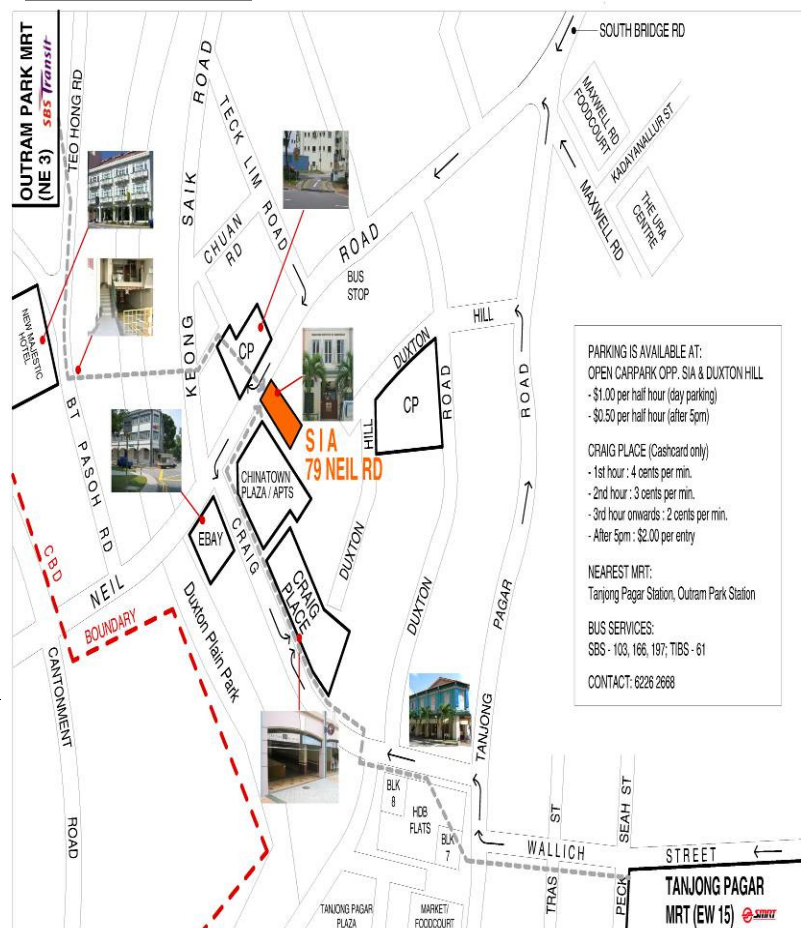 OUTRAM PARK MRT
(NE 3)
SBS Transit
TEO HONG RD
SAIK ROAD
KEONG
TECK LIM ROAD
CHUAN
RD
ROAD
BUS
STOP
SOUTH BRIDGE RD
MAXWELL RD
FOODCOURT
KADAYANALLUR ST
THE URA
CENTRE
MAXWELL RD
NEW MAJESTIC
HOTEL
BT PASOH RD
CP
SIA
79 NEIL RD
DUXTON HILL
CP
DUXTON HILL
ROAD
ROAD
CHINATOWN
PLAZA / APTS
EBAY
CRAIG
CRAIG
PLACE
DUXTON
DUXTON
TANJONG PAGAR
CBD
BOUNDARY
NEIL
Duxton Plain Park
CANTONMENT
ROAD
PARKING IS AVAILABLE AT:
OPEN CARPARK OPP. SIA & DUXTON HILL
- $1.00 per half hour (day parking)
- $0.50 per half hour (after 5pm)
CRAIG PLACE (Cashcard only)
- 1st hour : 4 cents per min.
- 2nd hour : 3 cents per min.
- 3rd hour onwards : 2 cents per min.
- After 5pm : $2.00 per entry
NEAREST MRT:
Tanjong Pagar Station, Outram Park Station
BUS SERVICES:
SBS - 103, 166, 197; TIBS - 61
CONTACT: 6226 2668
BLK
8
HDB
FLATS
BLK
7
TRAS ST
PECK SEAH ST
WALLICH STREET
TANJONG PAGAR
MRT (EW 15)
SMRT
TANJONG PAGAR
PLAZA
MARKET/
FOODCOURT